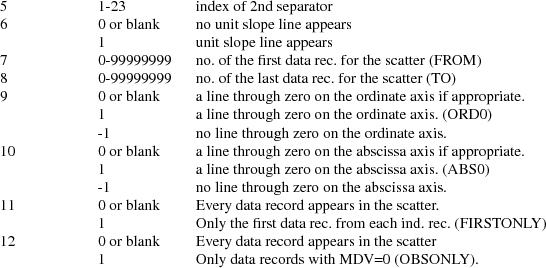 5 1-23 index of 2nd separator
6 0 or blank no unit slope line appears
1 unit slope line appears
7 0-99999999 no. of the first data rec. for the scatter (FROM)
8 0-99999999 no. of the last data rec. for the scatter (TO)
9 0 or blank a line through zero on the ordinate axis if appropriate.
1 a line through zero on the ordinate axis. (ORD0)
-1 no line through zero on the ordinate axis.
10 0 or blank a line through zero on the abscissa axis if appropriate.
1 a line through zero on the abscissa axis. (ABS0)
-1 no line through zero on the abscissa axis.
11 0 or blank Every data record appears in the scatter.
1 Only the first data rec. from each ind. rec. (FIRSTONLY)
12 0 or blank Every data record appears in the scatter
1 Only data records with MDV=0 (OBSONLY).